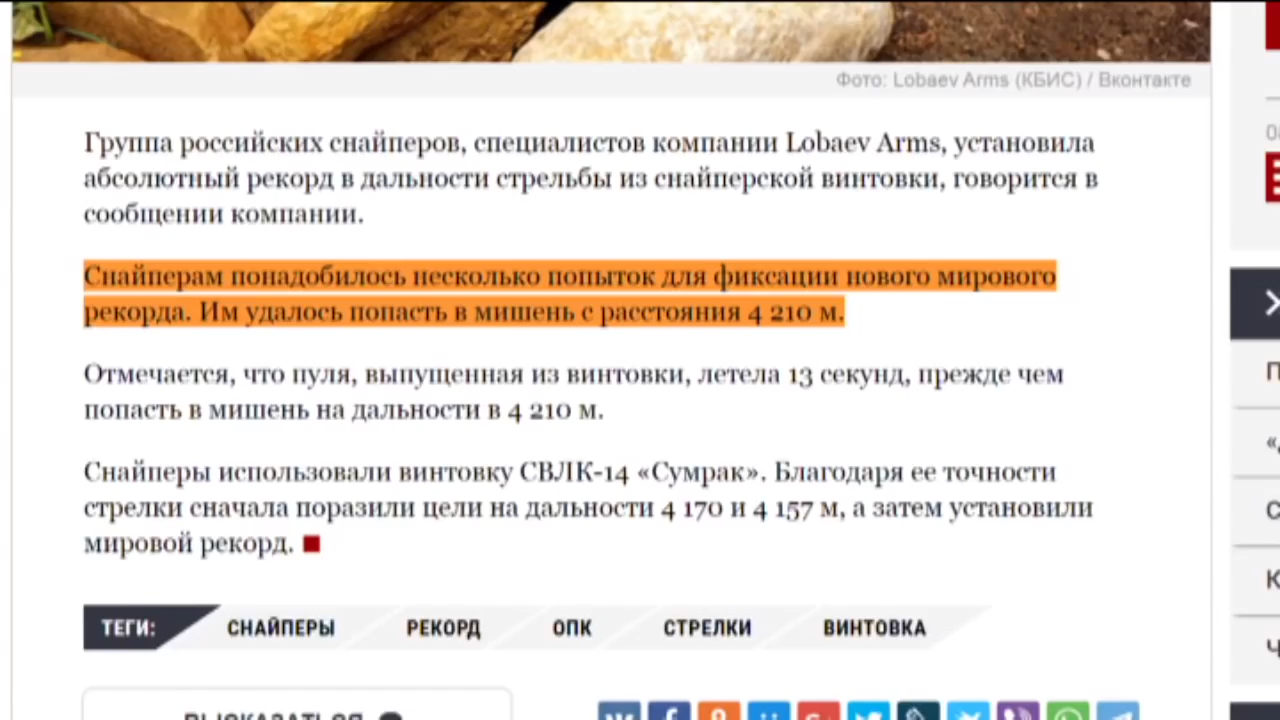 Фото: Lobaev Arms (КБИС) / Вконтакте
Группа российских снайперов, специалистов компании Lobaev Arms, установила
абсолютный рекорд в дальности стрельбы из снайперской винтовки, говорится в
сообщении компании.
Снайперам понадобилось несколько попыток для фиксации нового мирового
рекорда. Им удалось попасть в мишень с расстояния 4 210 м.
Отмечается, что пуля, выпущенная из винтовки, летела 13 секунд, прежде чем
попасть в мишень на дальности в 4 210 м.
Снайперы использовали винтовку СВЛК-14 «Сумрак». Благодаря ее точности
стрелки сначала поразили цели на дальности 4 170 и 4 157 м, а затем установили
мировой рекорд.
ТЕГИ: СНАЙПЕРЫ РЕКОРД ОПК СТРЕЛКИ ВИНТОВКА
ВЫСКАЗАТЬСЯ